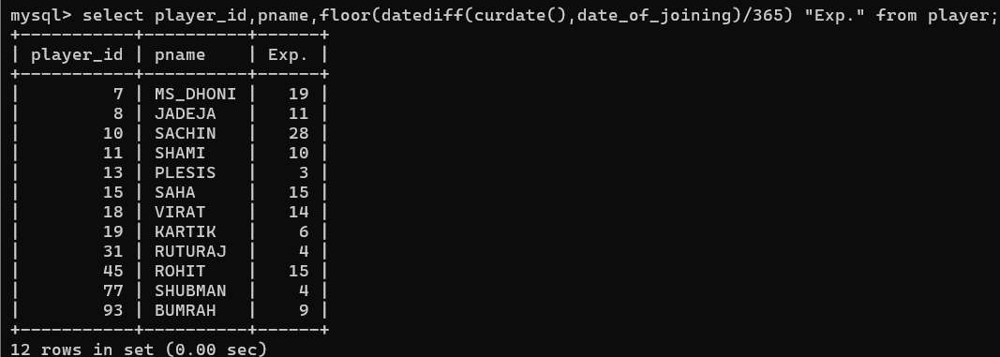 mysql> select player_id,pname,floor(datediff(curdate(),date_of_joining)/365) "Exp." from player;
+-----------+----------+------+
| player_id | pname    | Exp. |
+-----------+----------+------+
|         7 | MS_DHONI |   19 |
|         8 | JADEJA   |   11 |
|        10 | SACHIN   |   28 |
|        11 | SHAMI    |   10 |
|        13 | PLESIS   |    3 |
|        15 | SAHA     |   15 |
|        18 | VIRAT    |   14 |
|        19 | KARTIK   |    6 |
|        31 | RUTURAJ  |    4 |
|        45 | ROHIT    |   15 |
|        77 | SHUBMAN  |    4 |
|        93 | BUMRAH   |    9 |
+-----------+----------+------+
12 rows in set (0.00 sec)